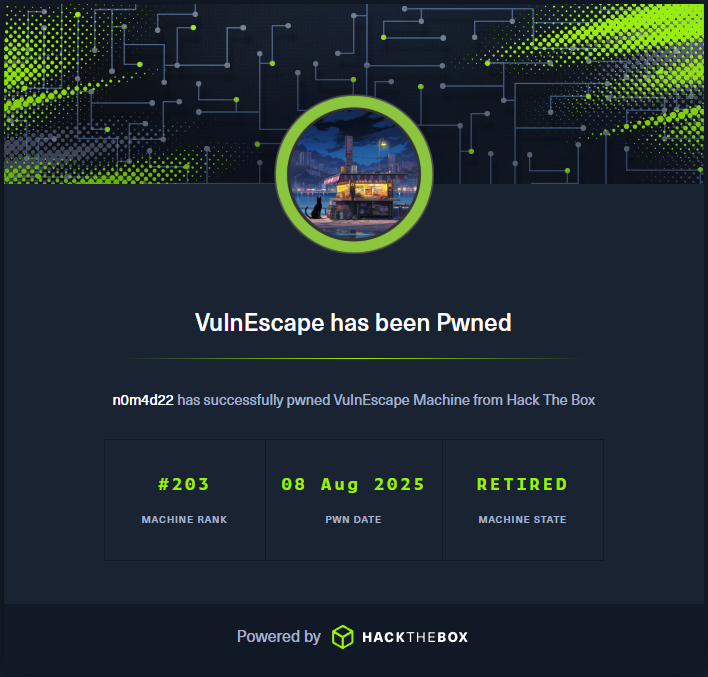 VulnEscape has been Pwned
n0m4d22 has successfully pwned VulnEscape Machine from Hack The Box
#203 08 Aug 2025 RETIRED
MACHINE RANK PWN DATE MACHINE STATE
Powered by HACKTHEBOX